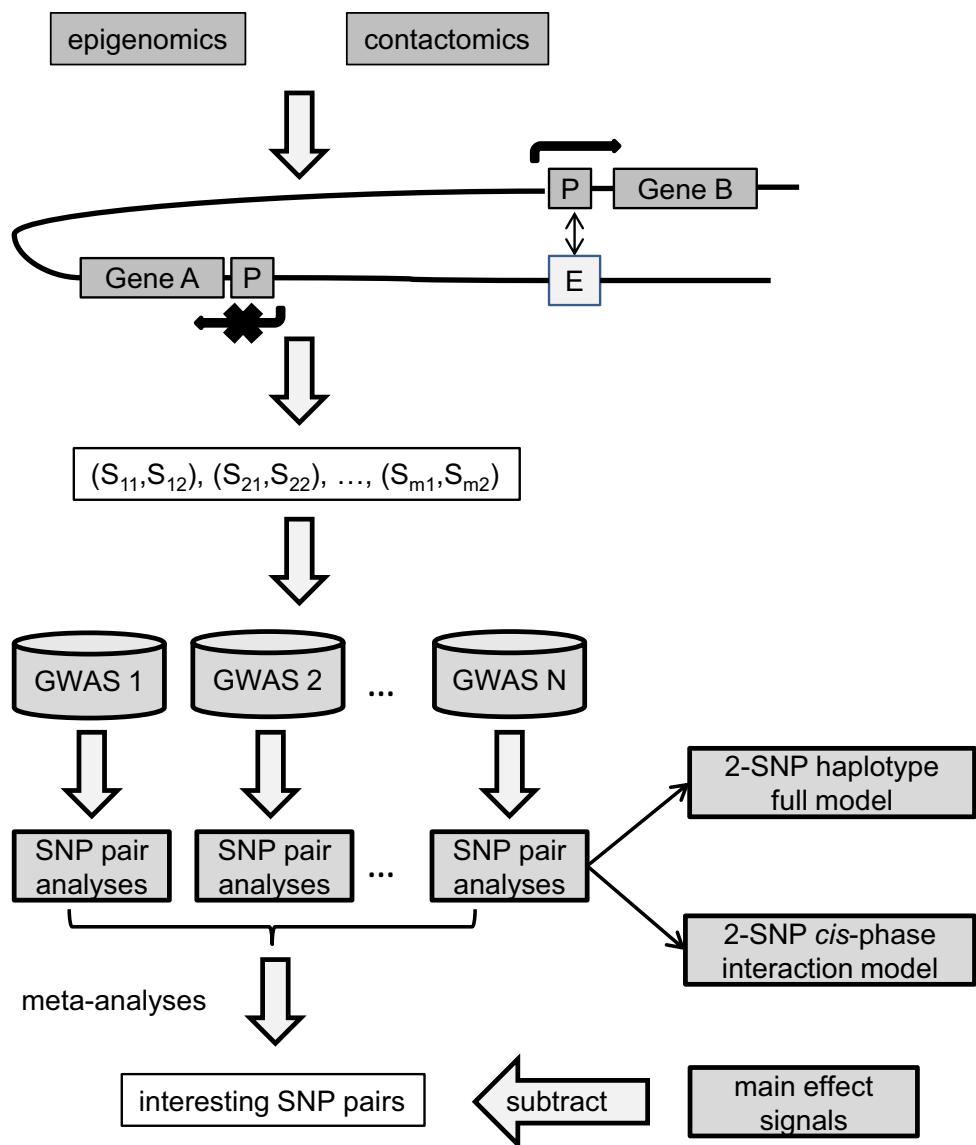 epigenomics
contactomics
P
Gene B
Gene A
P
E
(S11,S12), (S21,S22), …, (Sm1,Sm2)
GWAS 1
GWAS 2
...
GWAS N
2-SNP haplotype
full model
SNP pair
analyses
SNP pair
analyses
...
SNP pair
analyses
2-SNP cis-phase
interaction model
meta-analyses
interesting SNP pairs
subtract
main effect
signals